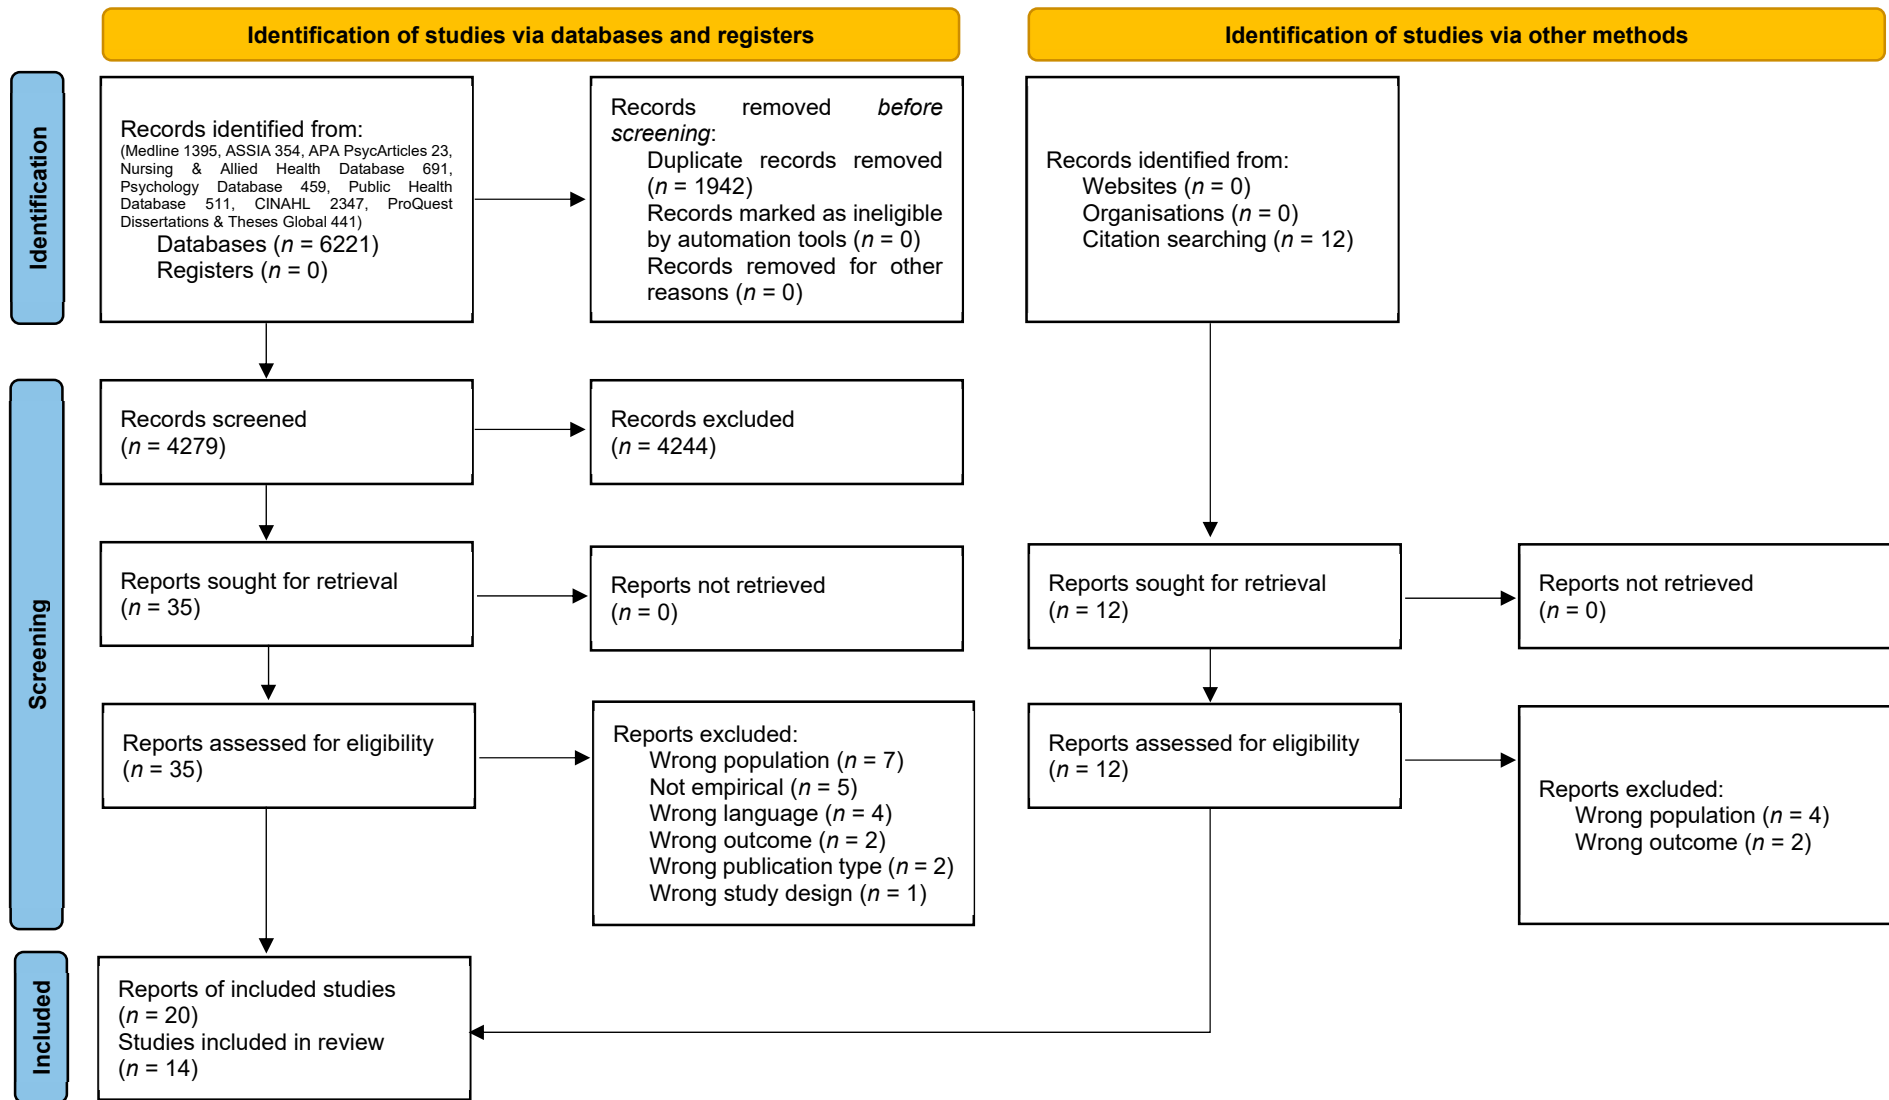 Identification of studies via databases and registers
Identification of studies via other methods
Identification
Records identified from:
(Medline 1395, ASSIA 354, APA PsycArticles 23,
Nursing & Allied Health Database 691,
Psychology Database 459, Public Health
Database 511, CINAHL 2347, ProQuest
Dissertations & Theses Global 441)
Databases (n = 6221)
Registers (n = 0)
Records removed before
screening:
Duplicate records removed
(n = 1942)
Records marked as ineligible
by automation tools (n = 0)
Records removed for other
reasons (n = 0)
Records identified from:
Websites (n = 0)
Organisations (n = 0)
Citation searching (n = 12)
Screening
Records screened
(n = 4279)
Records excluded
(n = 4244)
Reports sought for retrieval
(n = 35)
Reports not retrieved
(n = 0)
Reports sought for retrieval
(n = 12)
Reports not retrieved
(n = 0)
Reports assessed for eligibility
(n = 35)
Reports excluded:
Wrong population (n = 7)
Not empirical (n = 5)
Wrong language (n = 4)
Wrong outcome (n = 2)
Wrong publication type (n = 2)
Wrong study design (n = 1)
Reports assessed for eligibility
(n = 12)
Reports excluded:
Wrong population (n = 4)
Wrong outcome (n = 2)
Included
Reports of included studies
(n = 20)
Studies included in review
(n = 14)